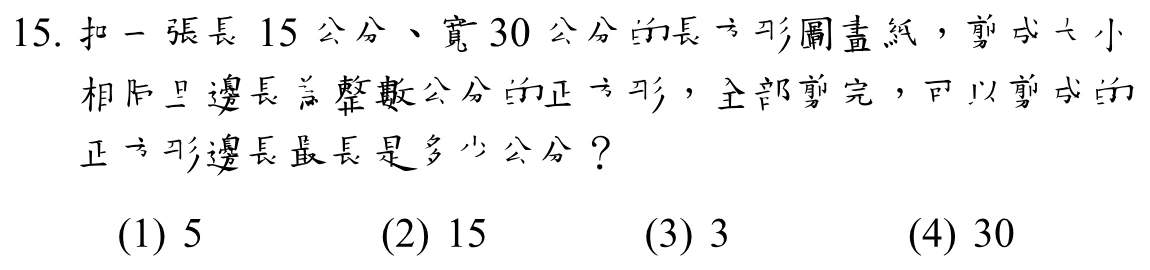 15. 把一張長 15 公分、寬 30 公分的長方形圖畫紙，剪成大小
相同且邊長為整數公分的正方形，全部剪完，可以剪成的
正方形邊長最長是多少公分？
(1) 5 (2) 15 (3) 3 (4) 30